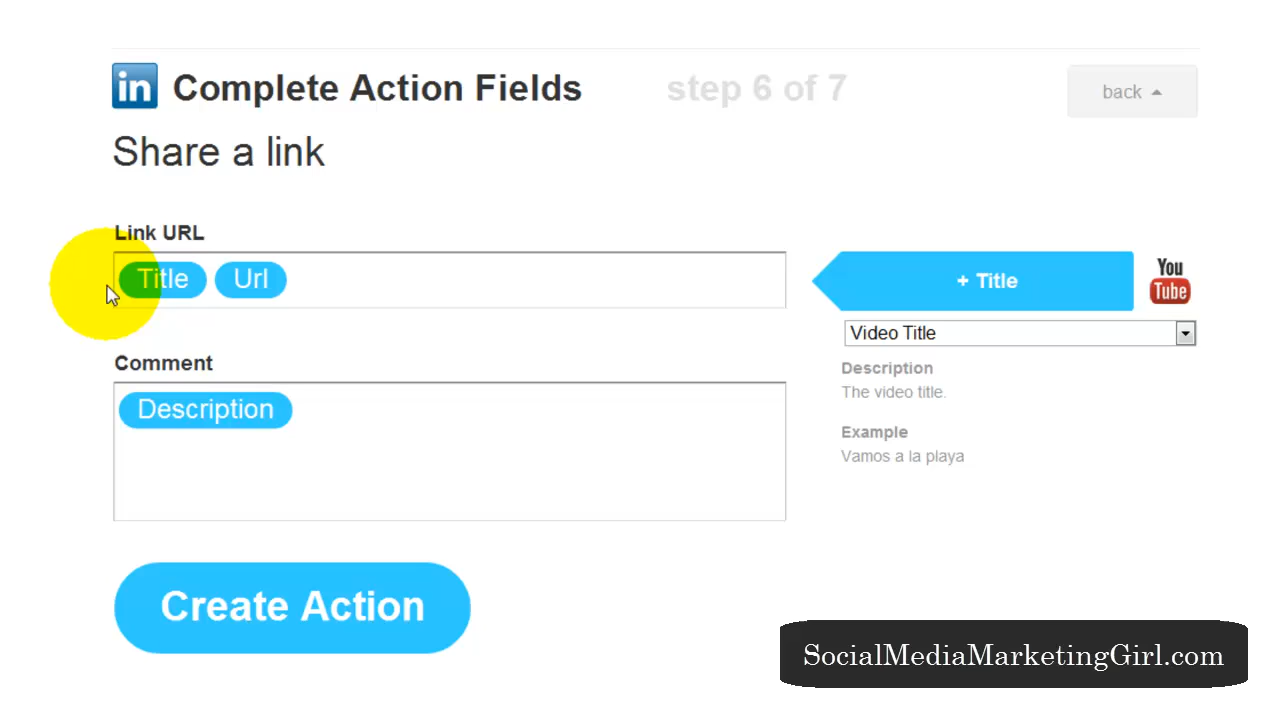 in Complete Action Fields step 6 of 7 back
Share a link
Link URL
Title Url
+ Title
You
Tube
Video Title
Description
The video title.
Example
Vamos a la playa
Comment
Description
Create Action
SocialMediaMarketingGirl.com